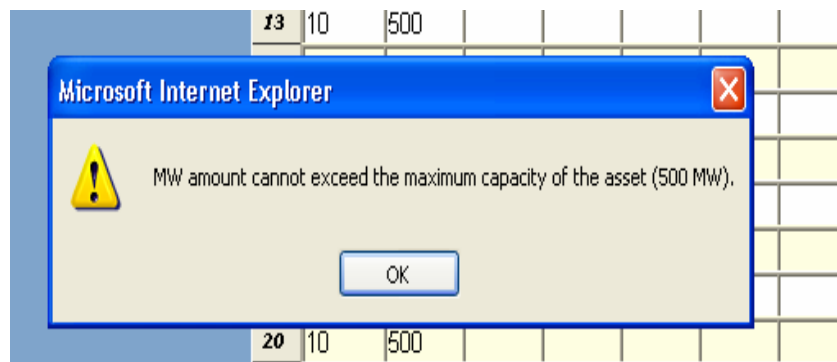 13 10 500
Microsoft Internet Explorer
MW amount cannot exceed the maximum capacity of the asset (500 MW).
OK
20 10 500